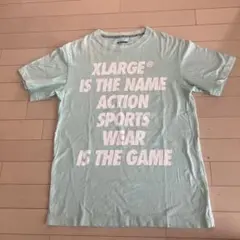 XLARGE®
IS THE NAME
ACTION
SPORTS
WEAR
IS THE GAME